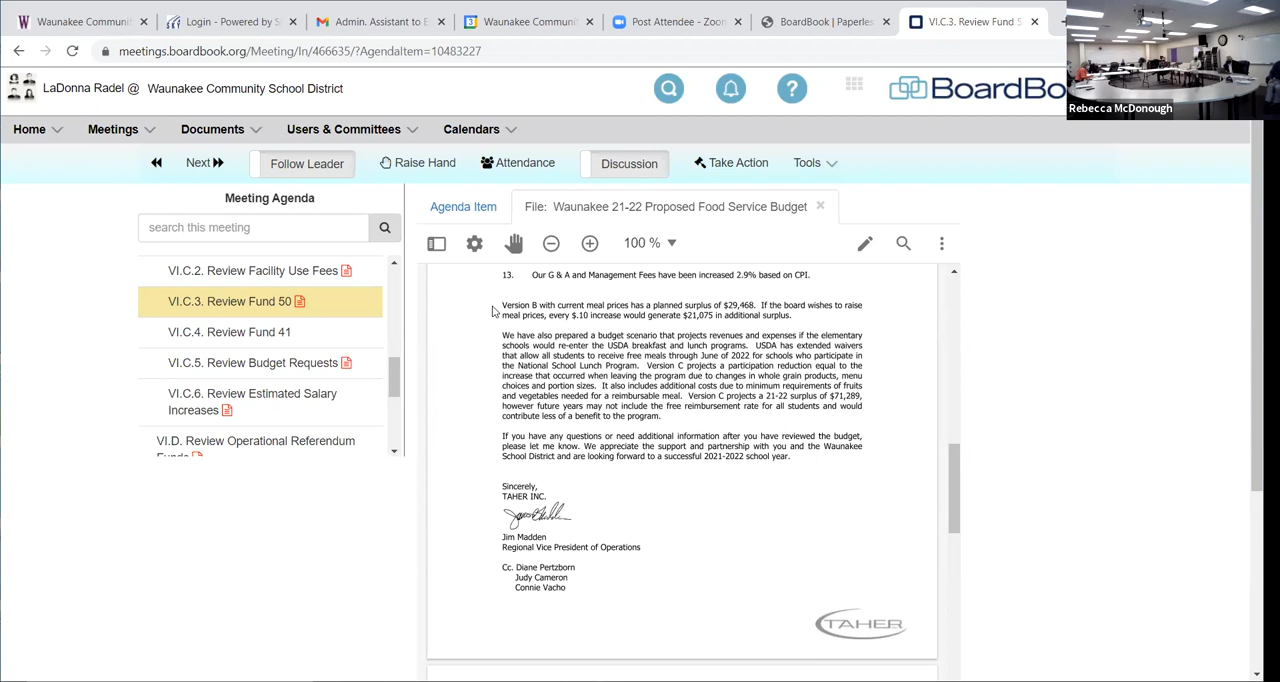 Waunakee Communi
Login - Powered by S
Admin. Assistant to E
Waunakee Communi
Post Attendee - Zoon
BoardBook | Paperles
VI.C.3. Review Fund 5
meetings.boardbook.org/Meeting/In/466635/?AgendaItem=10483227
Rebecca McDonough
LaDonna Radel @ Waunakee Community School District
BoardBo
Home Meetings Documents Users & Committees Calendars
Next Follow Leader Raise Hand Attendance Discussion Take Action Tools
Meeting Agenda
search this meeting
VI.C.2. Review Facility Use Fees
VI.C.3. Review Fund 50
VI.C.4. Review Fund 41
VI.C.5. Review Budget Requests
VI.C.6. Review Estimated Salary
Increases
VI.D. Review Operational Referendum
Agenda Item
File: Waunakee 21-22 Proposed Food Service Budget
100 %
13. Our G & A and Management Fees have been increased 2.9% based on CPI.
Version B with current meal prices has a planned surplus of $29,468. If the board wishes to raise
meal prices, every $.10 increase would generate $21,075 in additional surplus.
We have also prepared a budget scenario that projects revenues and expenses if the elementary
schools would re-enter the USDA breakfast and lunch programs. USDA has extended waivers
that allow all students to receive free meals through June of 2022 for schools who participate in
the National School Lunch Program. Version C projects a participation reduction equal to the
increase that occurred when leaving the program due to changes in whole grain products, menu
choices and portion sizes. It also includes additional costs due to minimum requirements of fruits
and vegetables needed for a reimbursable meal. Version C projects a 21-22 surplus of $71,289,
however future years may not include the free reimbursement rate for all students and would
contribute less of a benefit to the program.
If you have any questions or need additional information after you have reviewed the budget,
please let me know. We appreciate the support and partnership with you and the Waunakee
School District and are looking forward to a successful 2021-2022 school year.
Sincerely,
TAHER INC.
Jim Madden
Regional Vice President of Operations
Cc. Diane Pertzborn
Judy Cameron
Connie Vacho
TAHER